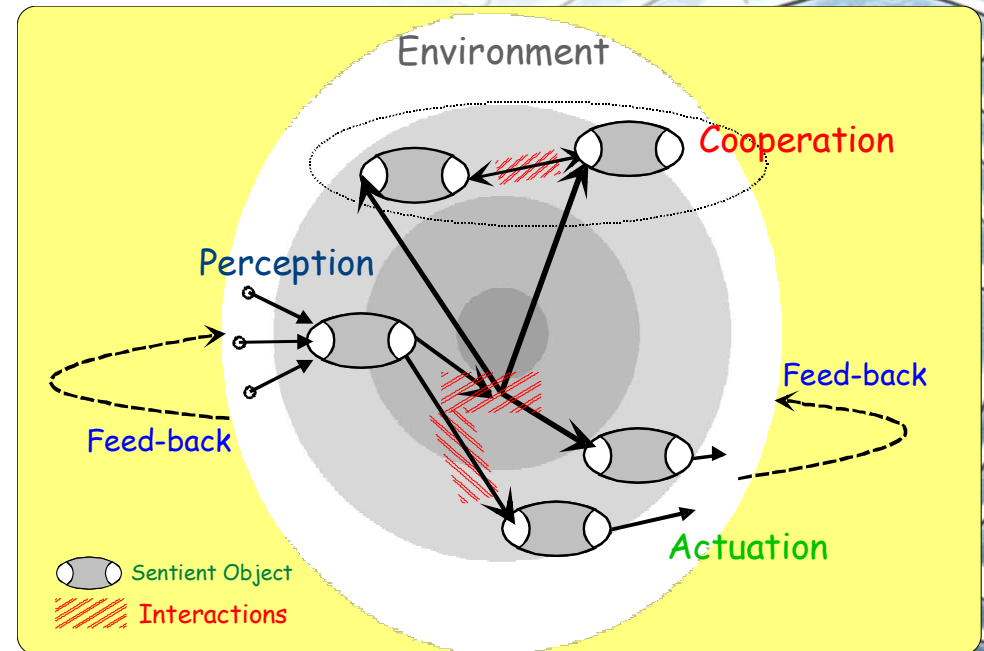 Environment
Cooperation
Perception
Feed-back
Feed-back
Actuation
Sentient Object
Interactions